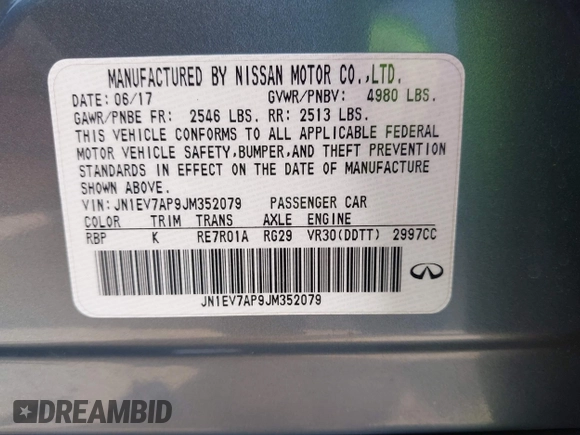 MANUFACTURED BY NISSAN MOTOR CO.,LTD.
DATE: 06/17 GVWR/PNBV: 4980 LBS.
GAWR/PNBE FR: 2546 LBS. RR: 2513 LBS.
THIS VEHICLE CONFORMS TO ALL APPLICABLE FEDERAL
MOTOR VEHICLE SAFETY,BUMPER,AND THEFT PREVENTION
STANDARDS IN EFFECT ON THE DATE OF MANUFACTURE
SHOWN ABOVE.
VIN: JN1EV7AP9JM352079 PASSENGER CAR
COLOR TRIM TRANS AXLE ENGINE
RBP K RE7R01A RG29 VR30(DDTT) 2997CC
JN1EV7AP9JM352079
DREAMBID